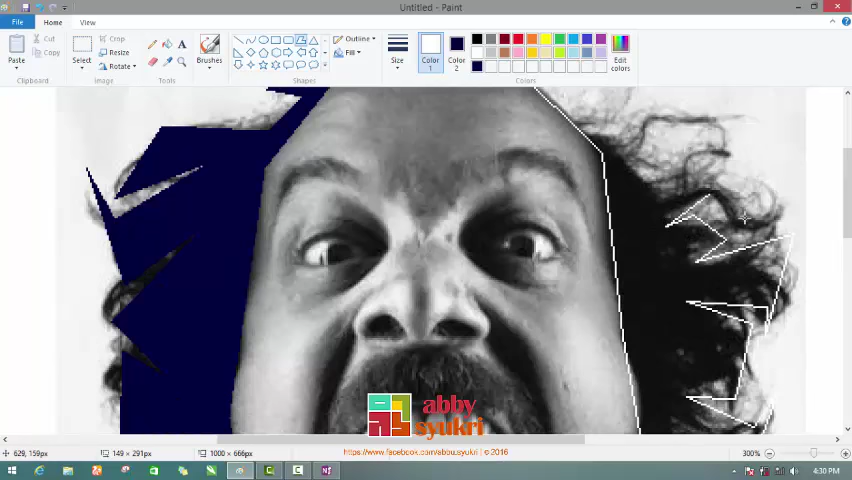 Untitled - Paint
File
Home
View
Paste
Cut
Copy
Clipboard
Select
Crop
Resize
Rotate
Image
A
Tools
Brushes
Outline
Fill
Shapes
Size
Color 1
Color 2
Edit colors
Colors
abby
syukri
https://www.facebook.com/abbu.syukri | © 2016
629, 159px
149 × 291px
1000 × 666px
300%
4:30 PM